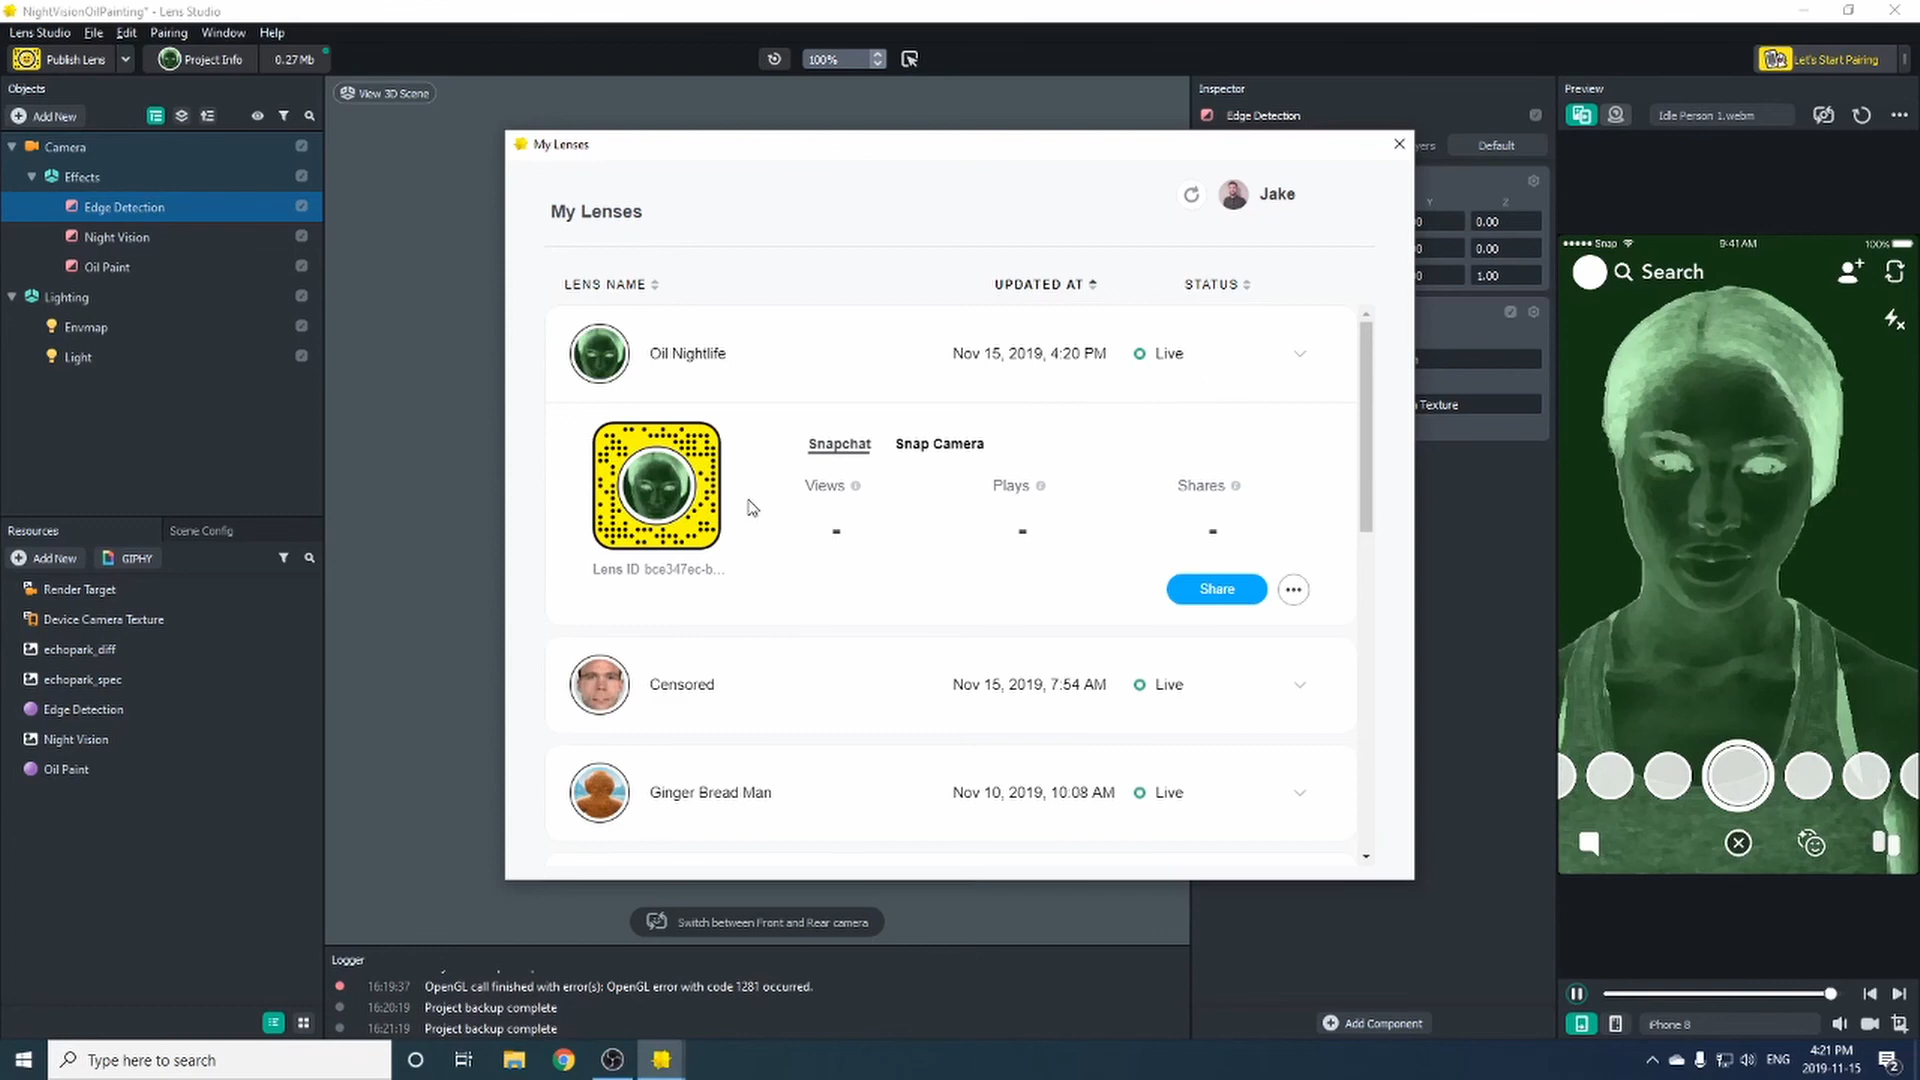 NightVisionOilPainting* - Lens Studio
Lens Studio File Edit Pairing Window Help
Publish Lens Project Info 0.27 Mb 100% Let's Start Pairing
Objects
Add New
Camera
Effects
Edge Detection
Night Vision
Oil Paint
Lighting
Envmap
Light
Resources Scene Config
Add New GIPHY
Render Target
Device Camera Texture
echopark_diff
echopark_spec
Edge Detection
Night Vision
Oil Paint
View 3D Scene
My Lenses
My Lenses
Jake
LENS NAME UPDATED AT STATUS
Oil Nightlife Nov 15, 2019, 4:20 PM Live
Snapchat Snap Camera
Views Plays Shares
- - -
Lens ID bce347ec-b...
Share
Censored Nov 15, 2019, 7:54 AM Live
Ginger Bread Man Nov 10, 2019, 10:08 AM Live
Switch between Front and Rear camera
Logger
16:19:37 OpenGL call finished with error(s): OpenGL error with code 1281 occurred.
16:20:19 Project backup complete
16:21:19 Project backup complete
Inspector
Edge Detection
yers Default
Y Z
0 0.00
0 0.00
0 1.00
Texture
Add Component
Preview
Idle Person 1.webm
Snap 9:41 AM 100%
Search
iPhone 8
Type here to search
ENG
4:21 PM
2019-11-15
2